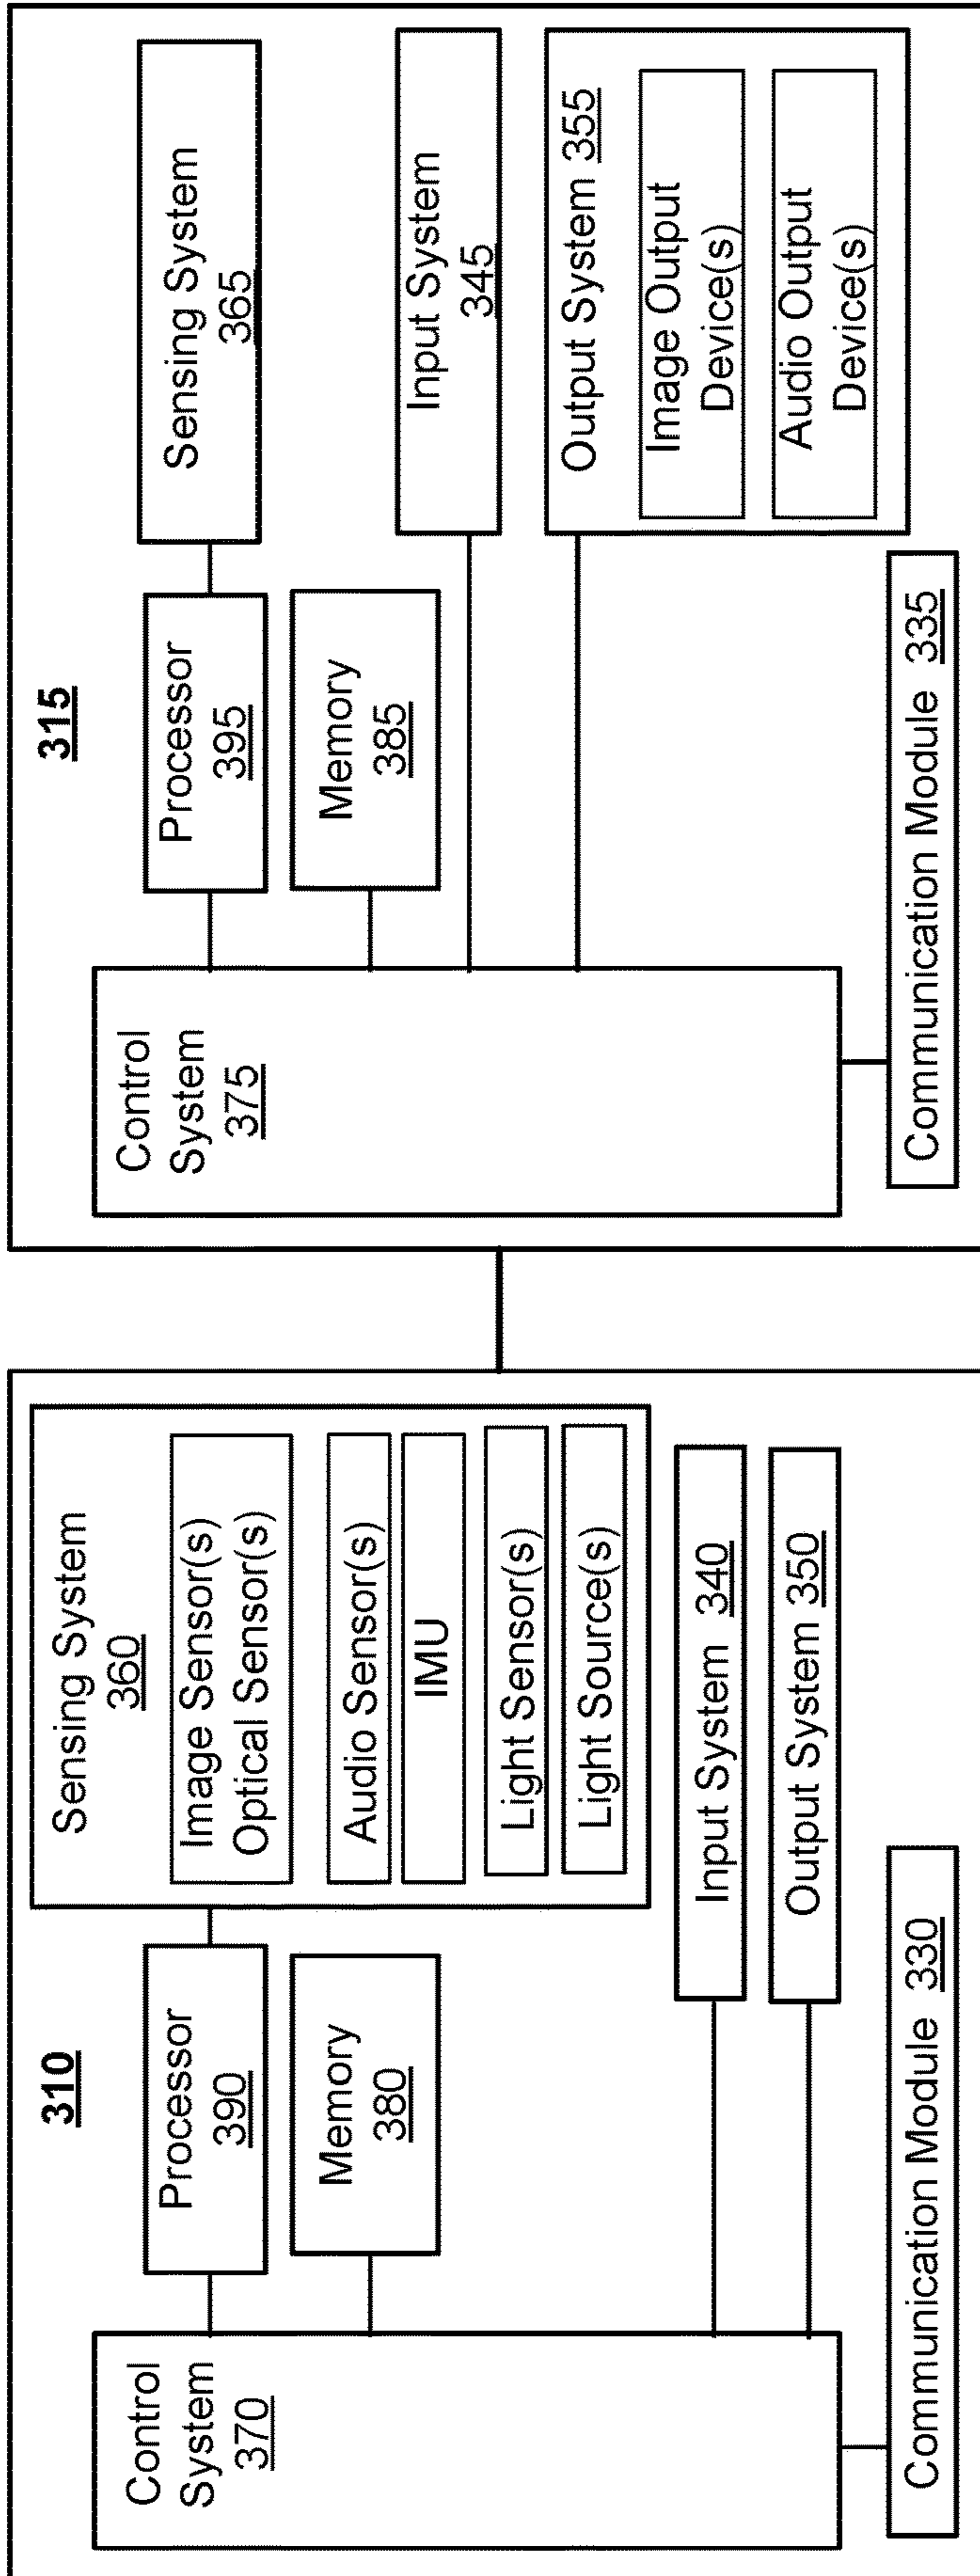 310
Control
System
370
Processor
390
Memory
380
Sensing System
360
Image Sensor(s)
Optical Sensor(s)
Audio Sensor(s)
IMU
Light Sensor(s)
Light Source(s)
Input System 340
Output System 350
Communication Module 330
315
Control
System
375
Processor
395
Memory
385
Sensing System
365
Input System
345
Output System 355
Image Output
Device(s)
Audio Output
Device(s)
Communication Module 335